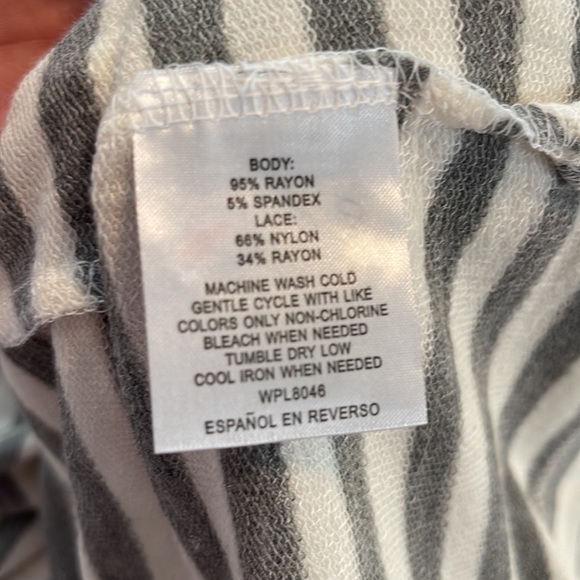 BODY:
95% RAYON
5% SPANDEX
LACE:
66% NYLON
34% RAYON
MACHINE WASH COLD
GENTLE CYCLE WITH LIKE
COLORS ONLY NON-CHLORINE
BLEACH WHEN NEEDED
TUMBLE DRY LOW
COOL IRON WHEN NEEDED
WPL8046
ESPAÑOL EN REVERSO